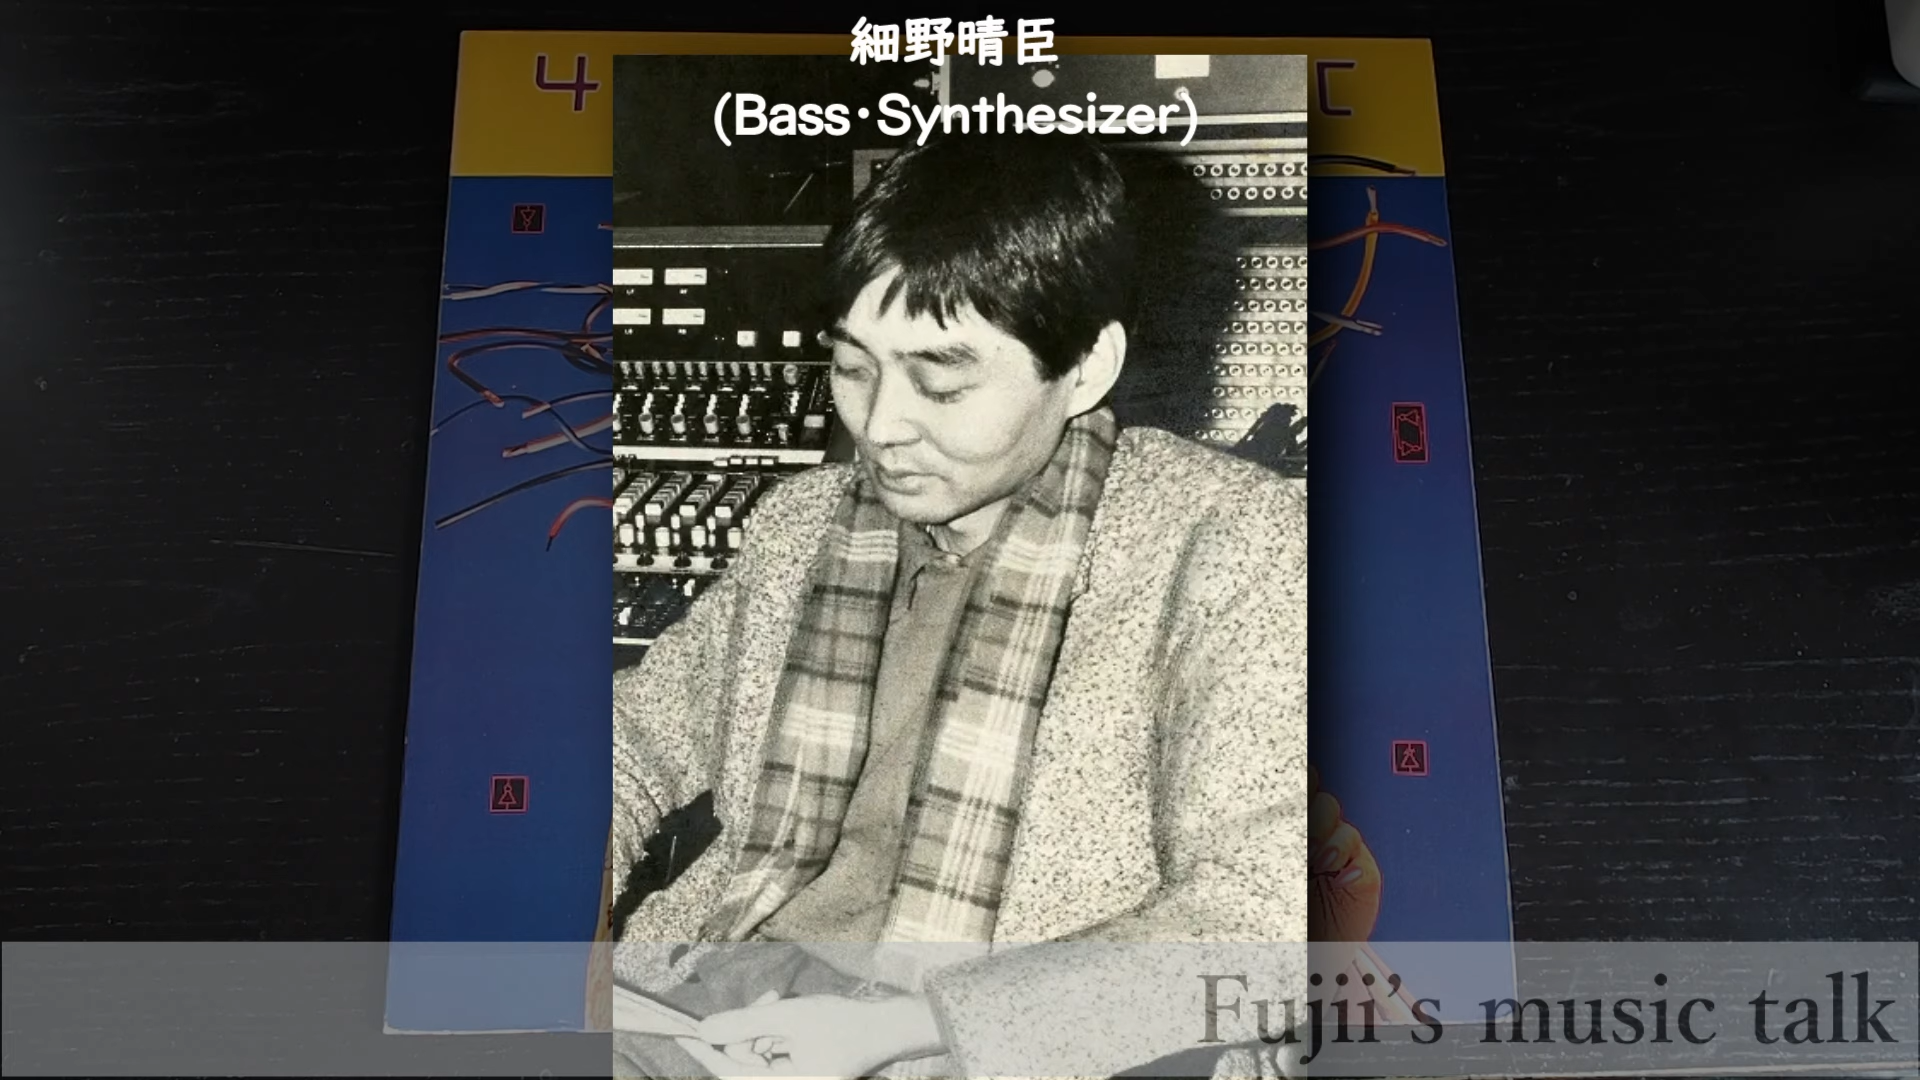 細野晴臣
(Bass･Synthesizer)
Fujii’s music talk